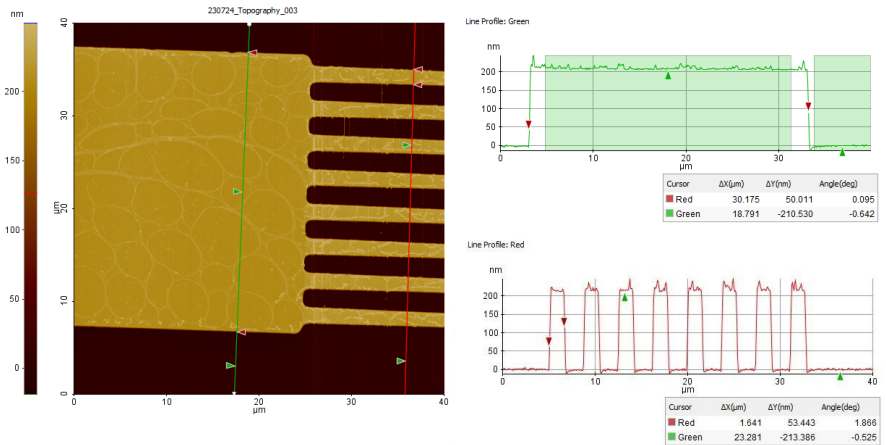 230724_Topography_003
nm
200
150
100
50
0
40
30
μm
20
10
0
0 10 20 30 40
μm
Line Profile: Green
nm
200
150
100
50
0
0 10 20 30
μm
Cursor ΔX(μm) ΔY(nm) Angle(deg)
Red 30.175 50.011 0.095
Green 18.791 -210.530 -0.642
Line Profile: Red
nm
200
150
100
50
0
0 10 20 30 40
μm
Cursor ΔX(μm) ΔY(nm) Angle(deg)
Red 1.641 53.443 1.866
Green 23.281 -213.386 -0.525